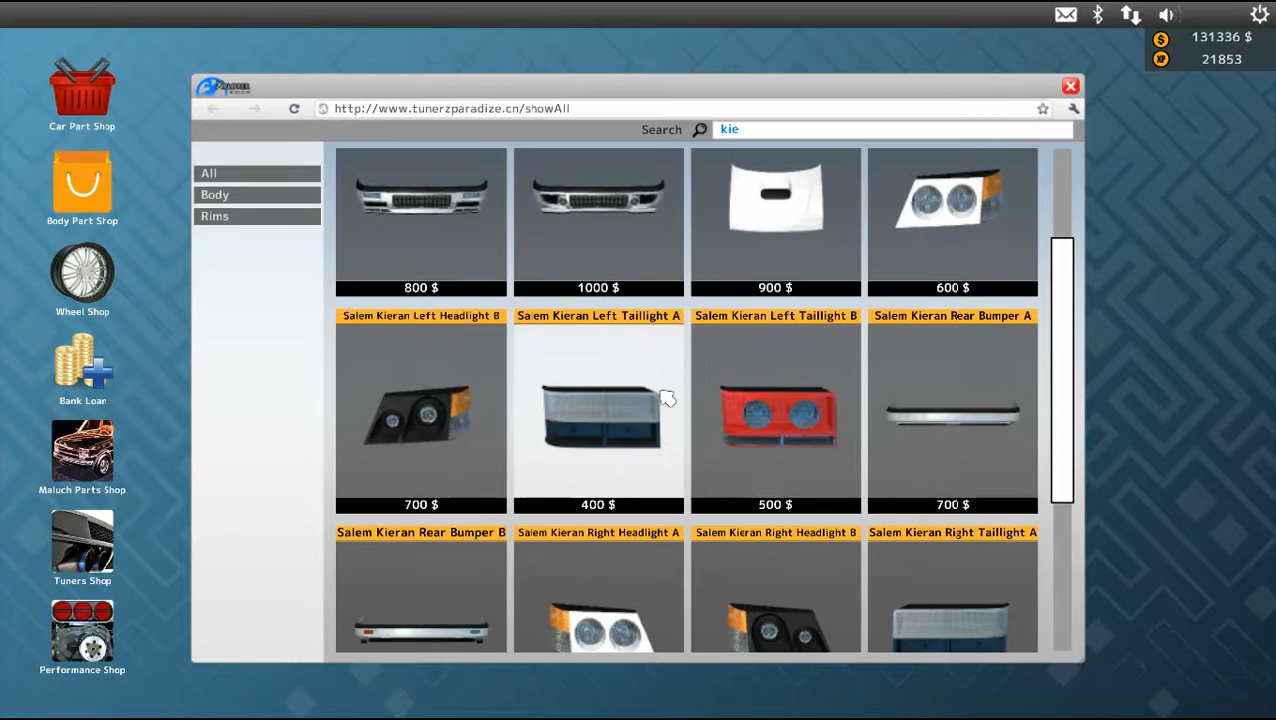 131336 $
21853
XPLORER
http://www.tunerzparadize.cn/showAll
Search
kie
Car Part Shop
Body Part Shop
Wheel Shop
Bank Loan
Maluch Parts Shop
Tuners Shop
Performance Shop
All
Body
Rims
800 $
1000 $
900 $
600 $
Salem Kieran Left Headlight B
Salem Kieran Left Taillight A
Salem Kieran Left Taillight B
Salem Kieran Rear Bumper A
700 $
400 $
500 $
700 $
Salem Kieran Rear Bumper B
Salem Kieran Right Headlight A
Salem Kieran Right Headlight B
Salem Kieran Right Taillight A